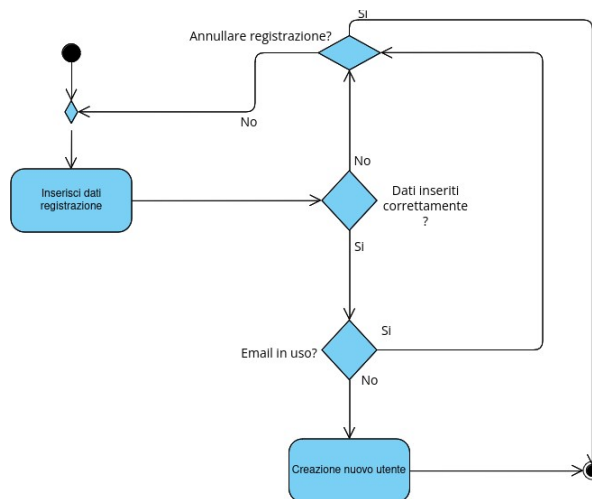 Si
Annullare registrazione?
No
Inserisci dati
registrazione
No
Dati inseriti
correttamente
?
Si
Si
Email in uso?
No
Creazione nuovo utente